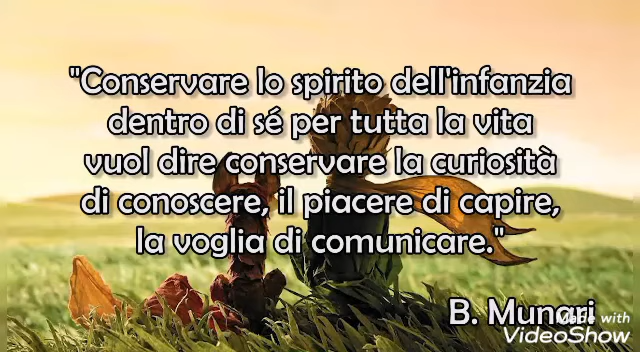 "Conservare lo spirito dell'infanzia
dentro di sé per tutta la vita
vuol dire conservare la curiosità
di conoscere, il piacere di capire,
la voglia di comunicare."
B. Munari
Made with
VideoShow